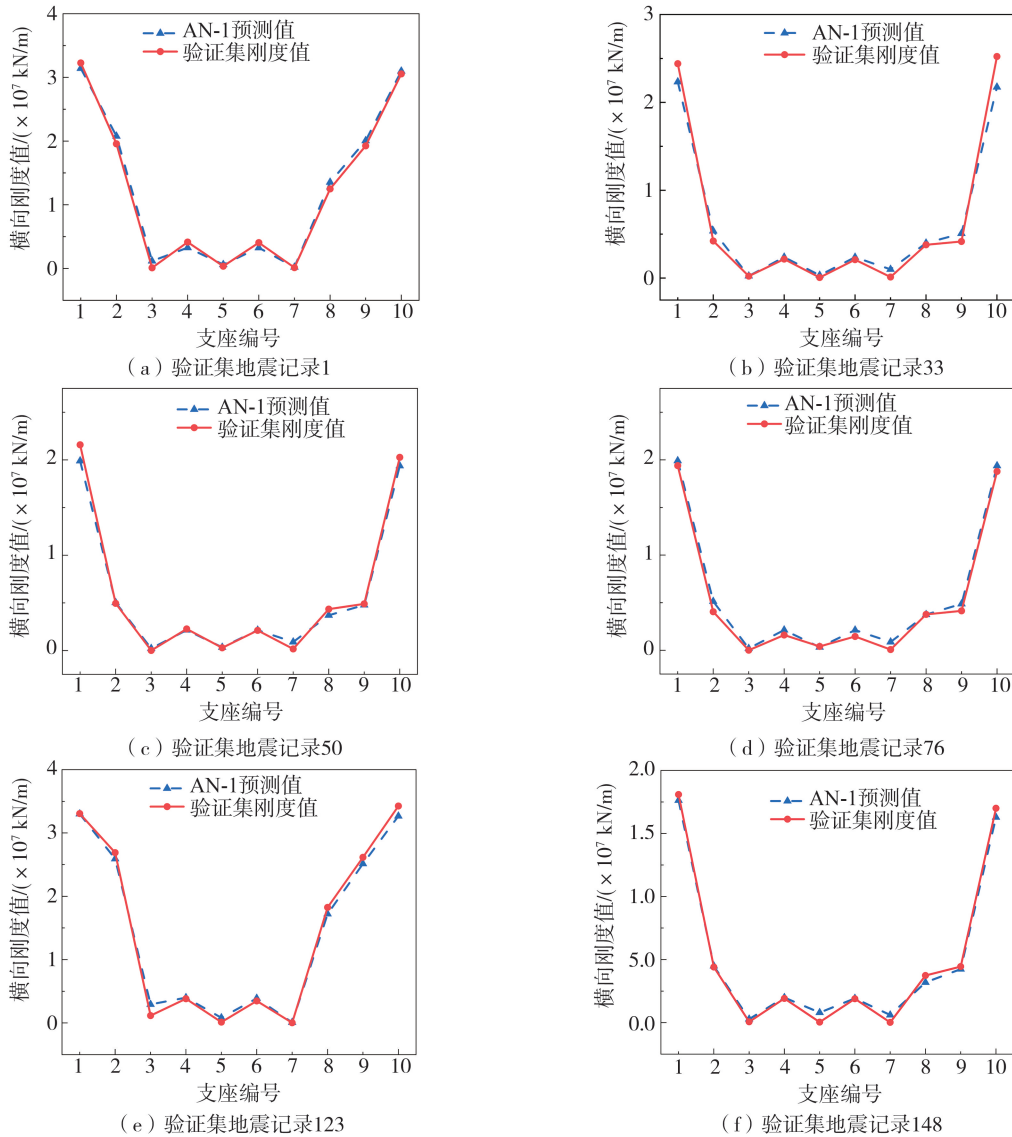 4
3
2
1
0
横向刚度值/(×10⁷ kN/m)
AN-1预测值
验证集刚度值
1 2 3 4 5 6 7 8 9 10
支座编号
（a）验证集地震记录1
3
2
1
0
横向刚度值/(×10⁷ kN/m)
AN-1预测值
验证集刚度值
1 2 3 4 5 6 7 8 9 10
支座编号
（b）验证集地震记录33
2
1
0
横向刚度值/(×10⁷ kN/m)
AN-1预测值
验证集刚度值
1 2 3 4 5 6 7 8 9 10
支座编号
（c）验证集地震记录50
2
1
0
横向刚度值/(×10⁷ kN/m)
AN-1预测值
验证集刚度值
1 2 3 4 5 6 7 8 9 10
支座编号
（d）验证集地震记录76
4
3
2
1
0
横向刚度值/(×10⁷ kN/m)
AN-1预测值
验证集刚度值
1 2 3 4 5 6 7 8 9 10
支座编号
（e）验证集地震记录123
2.0
1.5
1.0
5.0
0.0
横向刚度值/(×10⁷ kN/m)
AN-1预测值
验证集刚度值
1 2 3 4 5 6 7 8 9 10
支座编号
（f）验证集地震记录148